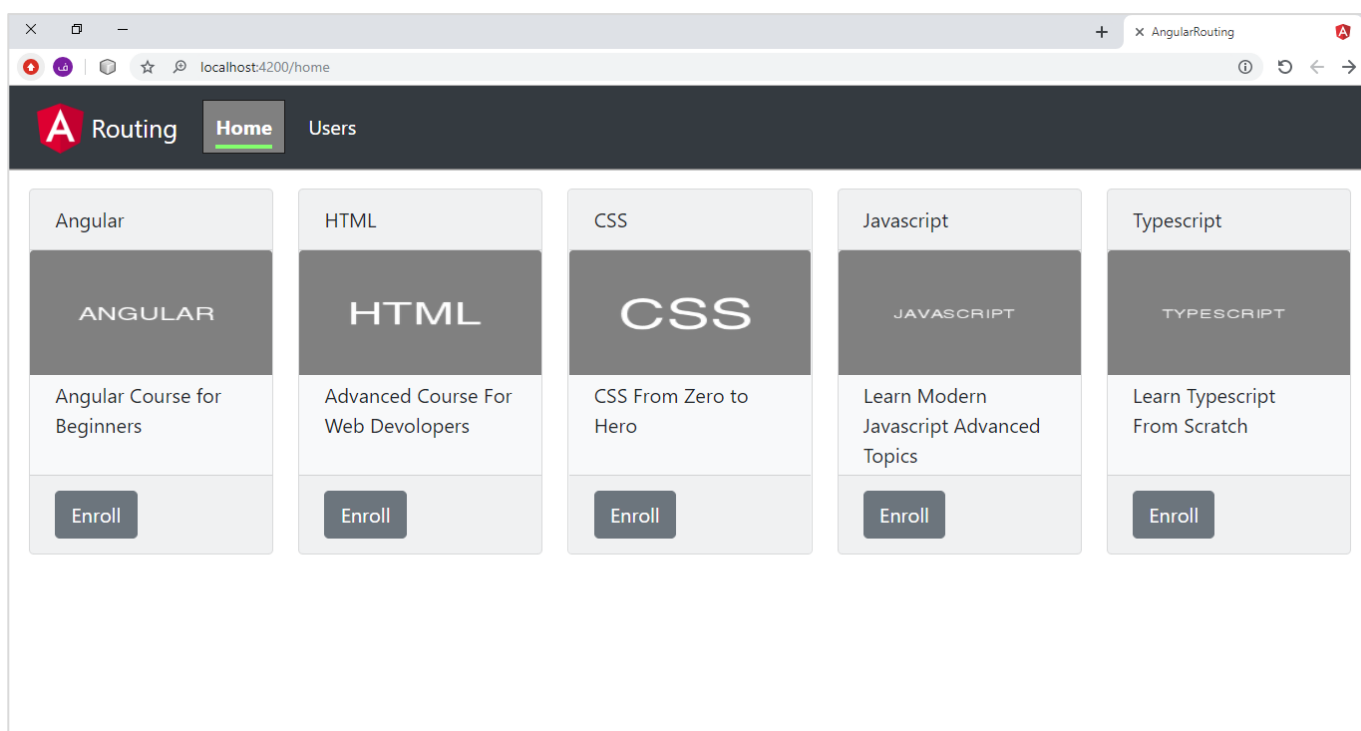 AngularRouting
localhost:4200/home
ف
Routing
Home
Users
Angular
ANGULAR
Angular Course for
Beginners
Enroll
HTML
HTML
Advanced Course For
Web Devolopers
Enroll
CSS
CSS
CSS From Zero to
Hero
Enroll
Javascript
JAVASCRIPT
Learn Modern
Javascript Advanced
Topics
Enroll
Typescript
TYPESCRIPT
Learn Typescript
From Scratch
Enroll